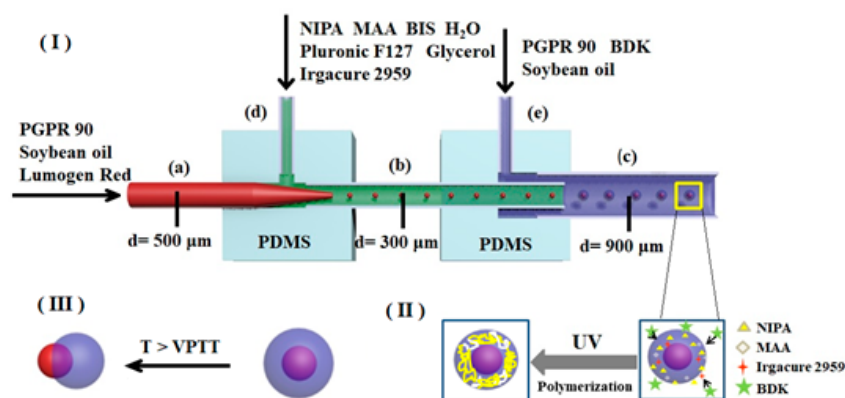 ( I )
NIPA MAA BIS H₂O
Pluronic F127 Glycerol
Irgacure 2959
PGPR 90 BDK
Soybean oil
PGPR 90
Soybean oil
Lumogen Red
(a)
(d)
(b)
(e)
(c)
d= 500 μm
PDMS
d= 300 μm
PDMS
d= 900 μm
( III )
T > VPTT
( II )
UV
Polymerization
NIPA
MAA
Irgacure 2959
BDK